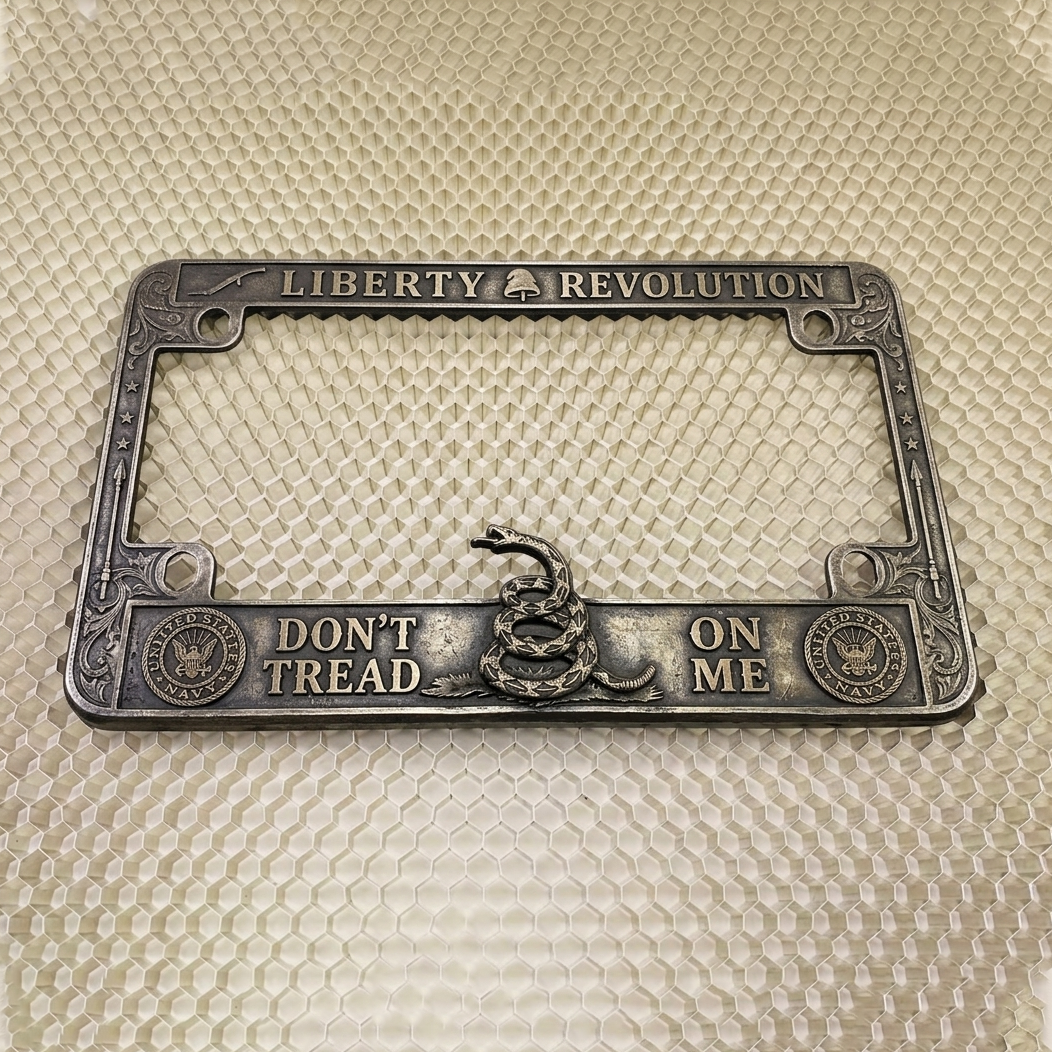 LIBERTY REVOLUTION
DON'T
TREAD
ON
ME
UNITED STATES
NAVY
UNITED STATES
NAVY